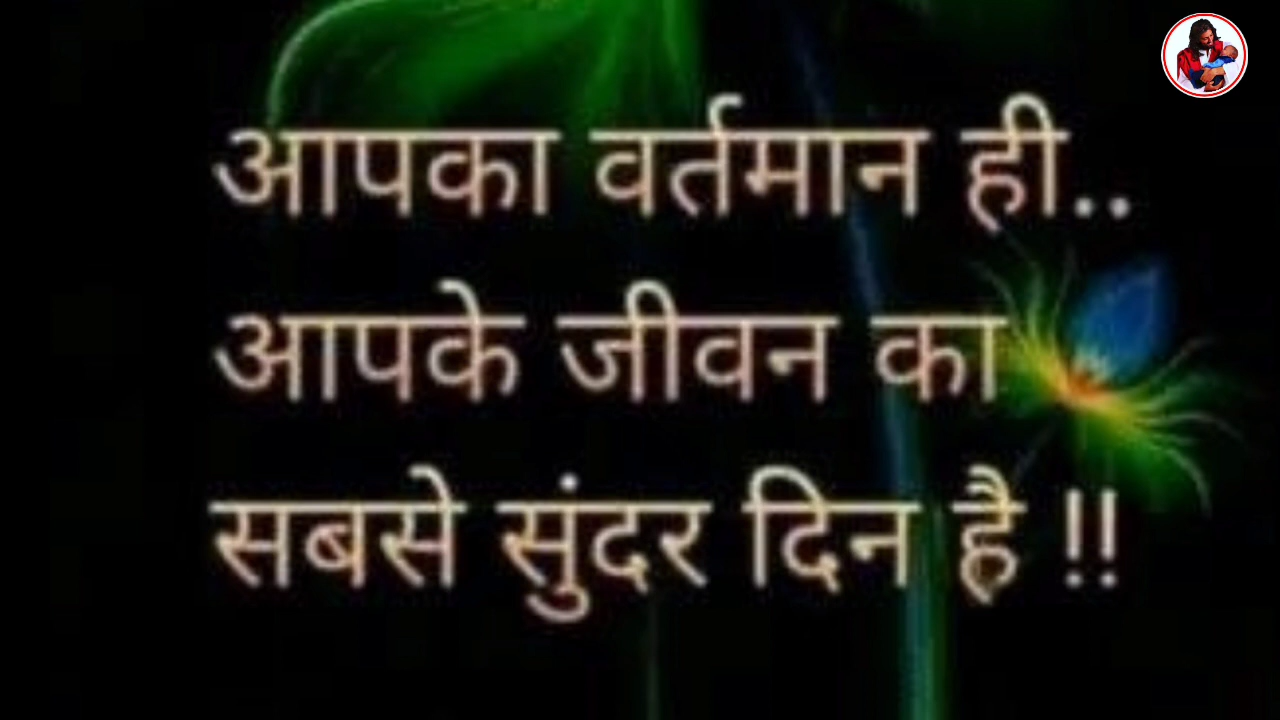 आपका वर्तमान ही..
आपके जीवन का
सबसे सुंदर दिन है !!